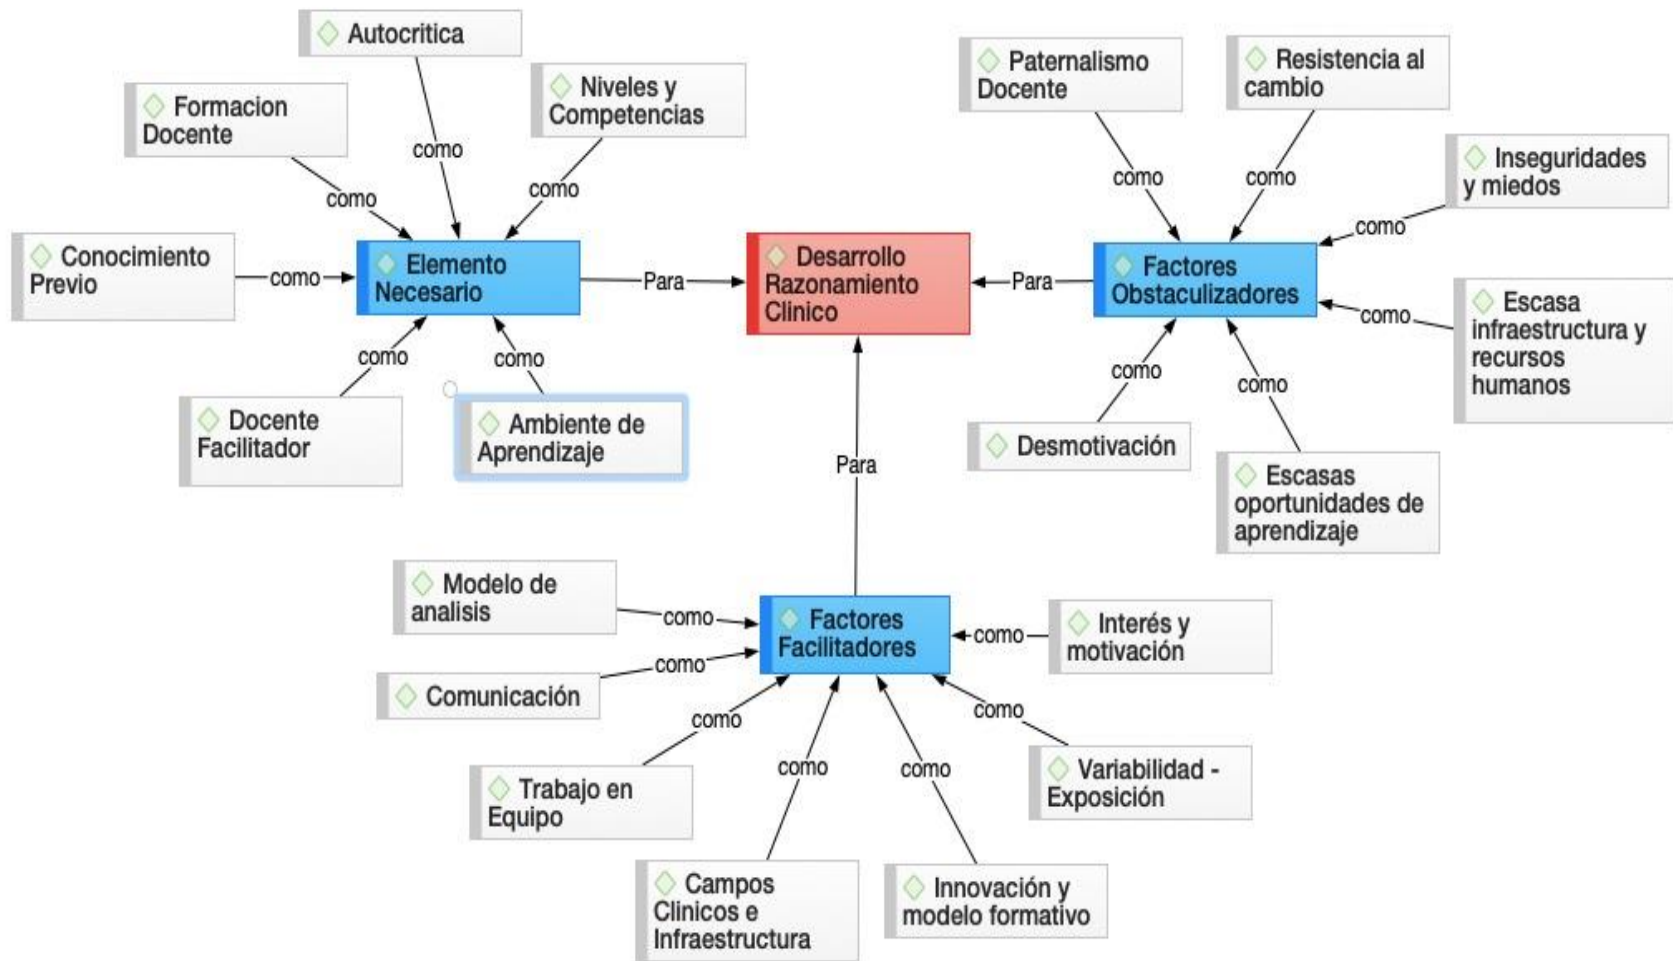 Autocritica
Niveles y
Competencias
Formacion
Docente
Conocimiento
Previo
Docente
Facilitador
Ambiente de
Aprendizaje
como
como
como
como
como
como
Elemento
Necesario
Para
Desarrollo
Razonamiento
Clinico
Para
Factores
Obstaculizadores
Paternalismo
Docente
Resistencia al
cambio
Inseguridades
y miedos
Escasa
infraestructura y
recursos
humanos
Escasas
oportunidades de
aprendizaje
Desmotivación
como
como
como
como
como
como
Para
Factores
Facilitadores
Modelo de
analisis
Comunicación
Trabajo en
Equipo
Campos
Clinicos e
Infraestructura
Innovación y
modelo formativo
Variabilidad -
Exposición
Interés y
motivación
como
como
como
como
como
como
como